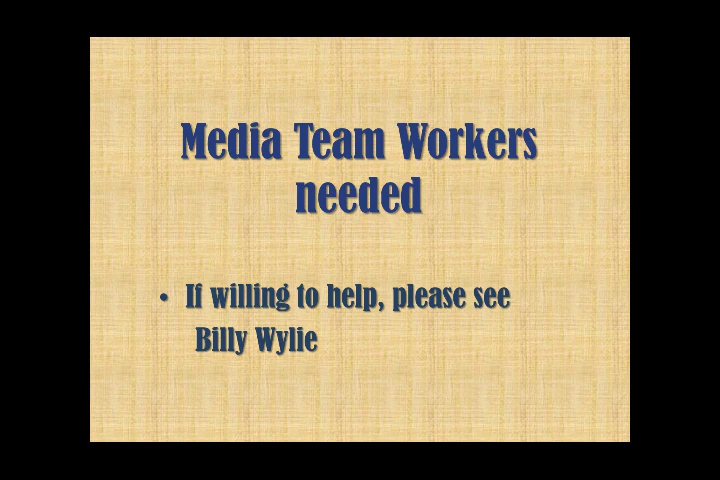 Media Team Workers
needed
• If willing to help, please see
Billy Wylie